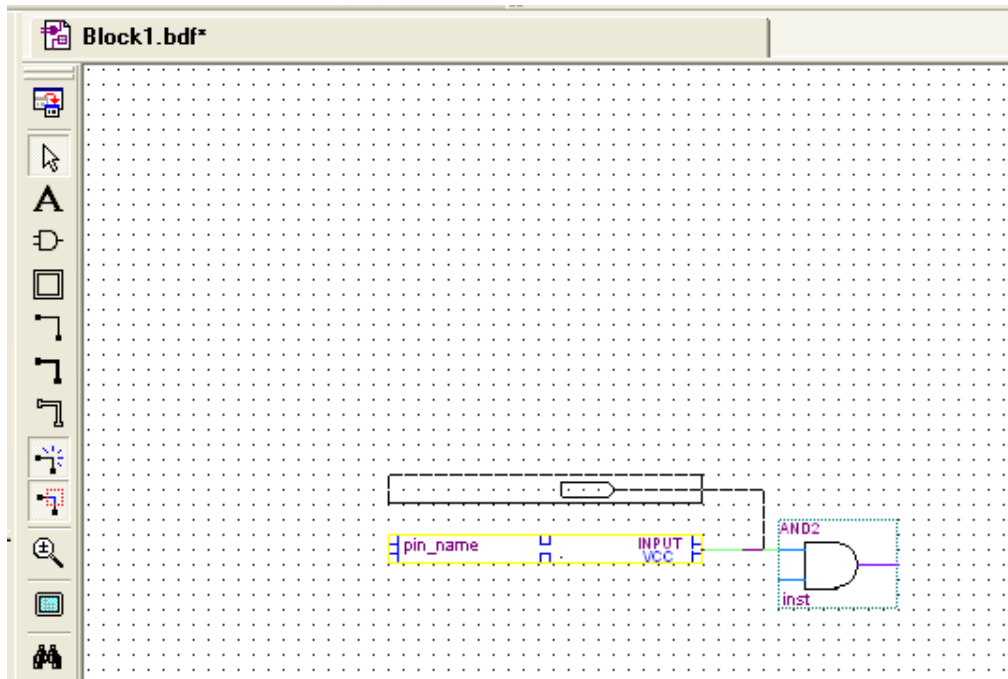 Block1.bdf*
A
AND2
pin_name INPUT
VCC
inst